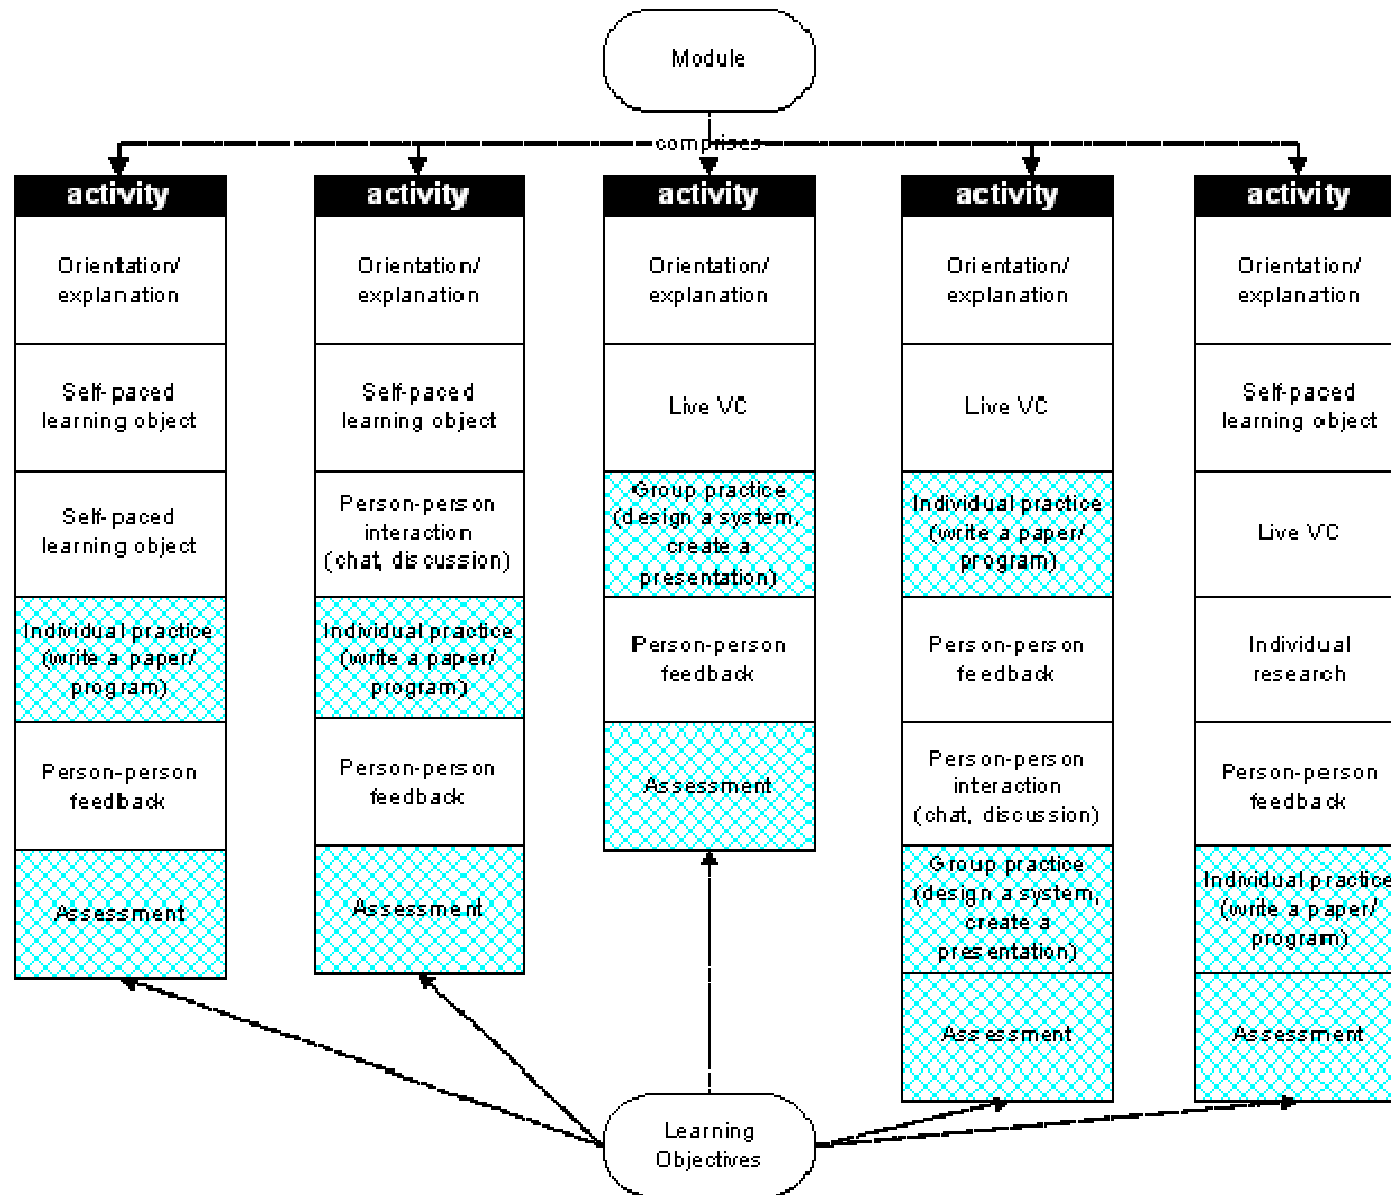 Module
comprises
activity
Orientation/
explanation
Self-paced
learning object
Self-paced
learning object
Individual practice
(write a paper/
program)
Person-person
feedback
Assessment
activity
Orientation/
explanation
Self-paced
learning object
Person-person
interaction
(chat, discussion)
Individual practice
(write a paper/
program)
Person-person
feedback
Assessment
activity
Orientation/
explanation
Live VC
Group practice
(design a system,
create a
presentation)
Person-person
feedback
Assessment
activity
Orientation/
explanation
Live VC
Individual practice
(write a paper/
program)
Person-person
feedback
Person-person
interaction
(chat, discussion)
Group practice
(design a system,
create a
presentation)
Assessment
activity
Orientation/
explanation
Self-paced
learning object
Live VC
Individual
research
Person-person
feedback
Individual practice
(write a paper/
program)
Assessment
Learning
Objectives